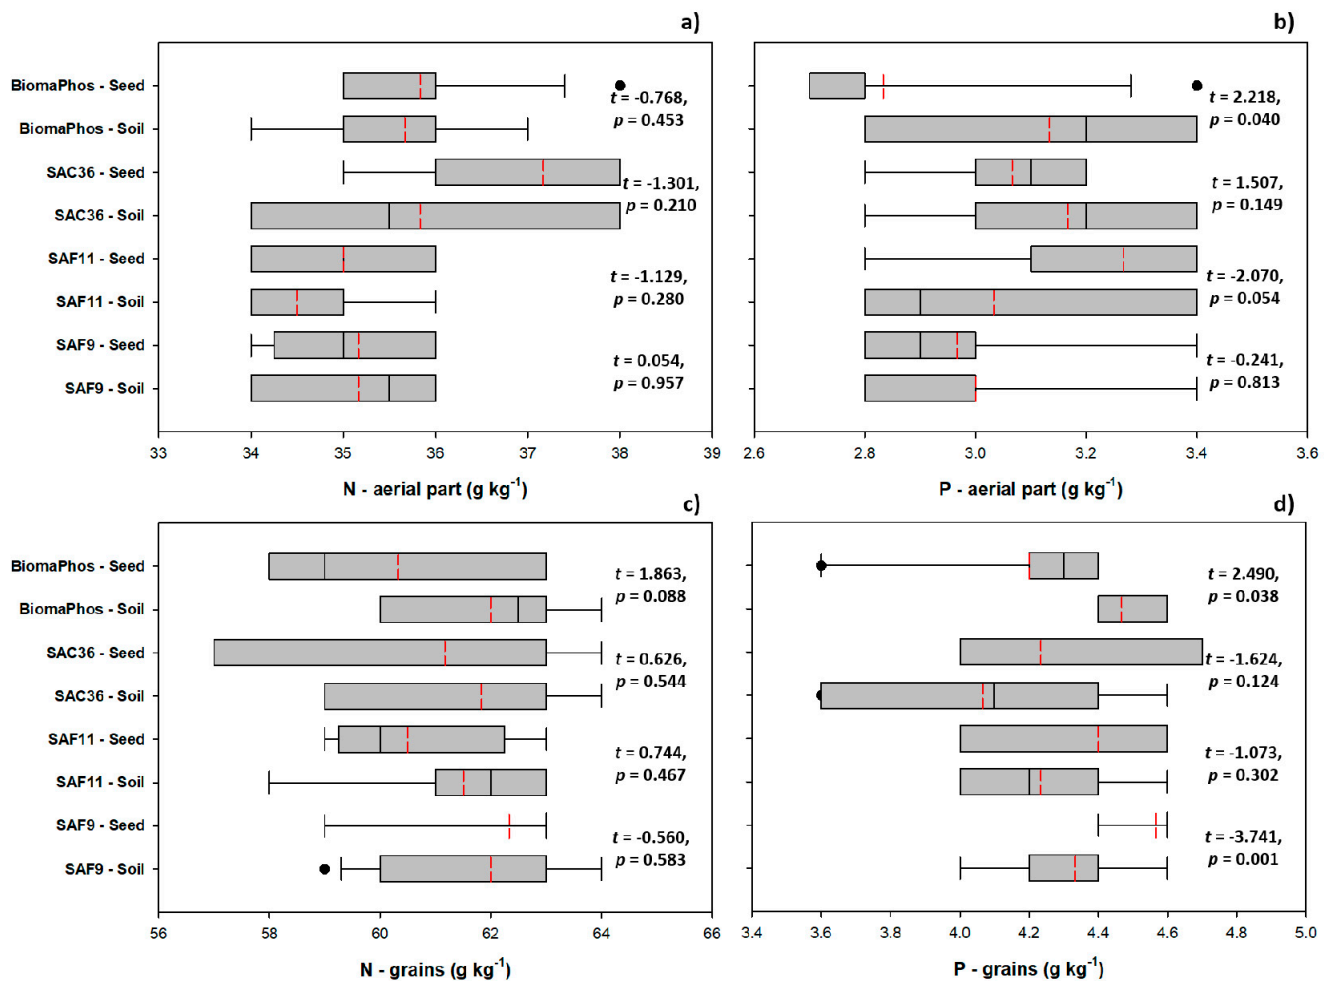 a)
BiomaPhos - Seed
BiomaPhos - Soil
SAC36 - Seed
SAC36 - Soil
SAF11 - Seed
SAF11 - Soil
SAF9 - Seed
SAF9 - Soil
t = -0.768,
p = 0.453
t = -1.301,
p = 0.210
t = -1.129,
p = 0.280
t = 0.054,
p = 0.957
33 34 35 36 37 38 39
N - aerial part (g kg⁻¹)
b)
t = 2.218,
p = 0.040
t = 1.507,
p = 0.149
t = -2.070,
p = 0.054
t = -0.241,
p = 0.813
2.6 2.8 3.0 3.2 3.4 3.6
P - aerial part (g kg⁻¹)
c)
BiomaPhos - Seed
BiomaPhos - Soil
SAC36 - Seed
SAC36 - Soil
SAF11 - Seed
SAF11 - Soil
SAF9 - Seed
SAF9 - Soil
t = 1.863,
p = 0.088
t = 0.626,
p = 0.544
t = 0.744,
p = 0.467
t = -0.560,
p = 0.583
56 58 60 62 64 66
N - grains (g kg⁻¹)
d)
t = 2.490,
p = 0.038
t = -1.624,
p = 0.124
t = -1.073,
p = 0.302
t = -3.741,
p = 0.001
3.4 3.6 3.8 4.0 4.2 4.4 4.6 4.8 5.0
P - grains (g kg⁻¹)